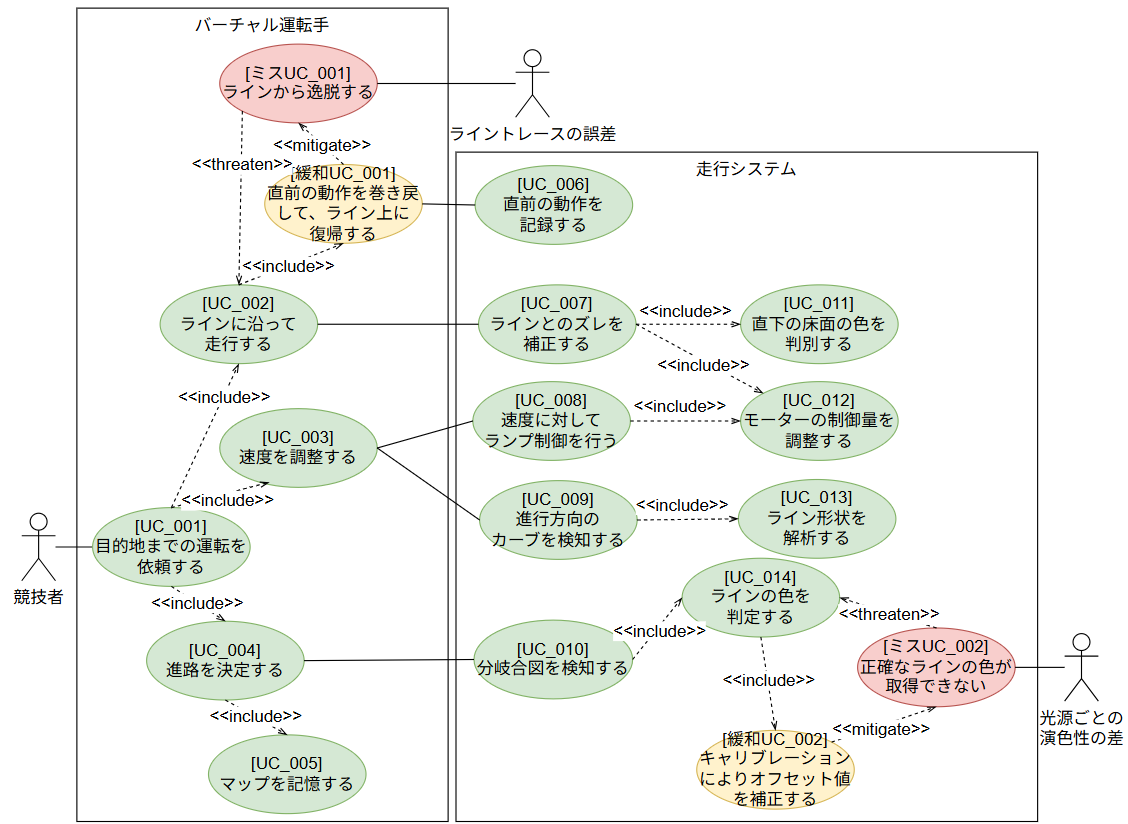 バーチャル運転手
[ミスUC_001]
ラインから逸脱する
ライントレースの誤差
<<mitigate>>
<<threaten>>
[緩和UC_001]
直前の動作を巻き戻
して、ライン上に
復帰する
<<include>>
[UC_002]
ラインに沿って
走行する
<<include>>
[UC_003]
速度を調整する
<<include>>
[UC_001]
目的地までの運転を
依頼する
競技者
<<include>>
[UC_004]
進路を決定する
<<include>>
[UC_005]
マップを記憶する
走行システム
[UC_006]
直前の動作を
記録する
[UC_007]
ラインとのズレを
補正する
<<include>>
[UC_011]
直下の床面の色を
判別する
<<include>>
[UC_008]
速度に対して
ランプ制御を行う
<<include>>
[UC_012]
モーターの制御量を
調整する
[UC_009]
進行方向の
カーブを検知する
<<include>>
[UC_013]
ライン形状を
解析する
[UC_014]
ラインの色を
判定する
<<threaten>>
<<include>>
[UC_010]
分岐合図を検知する
[ミスUC_002]
正確なラインの色が
取得できない
光源ごとの
演色性の差
<<include>>
<<mitigate>>
[緩和UC_002]
キャリブレーション
によりオフセット値
を補正する